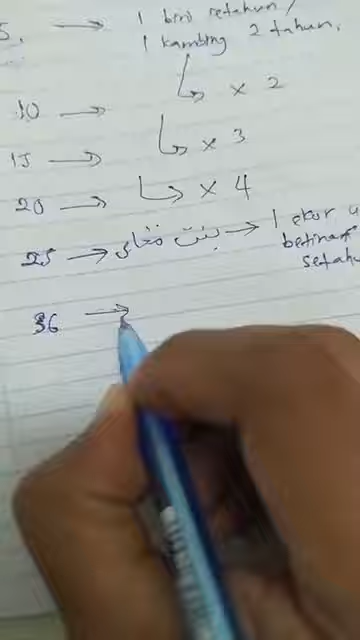 5. → 1 biri setahun /
1 kambing 2 tahun.
10 → ↳ x 2
15 → ↳ x 3
20 → ↳ x 4
25 → بنت مخاض → 1 ekor
betina
setahu
36 →